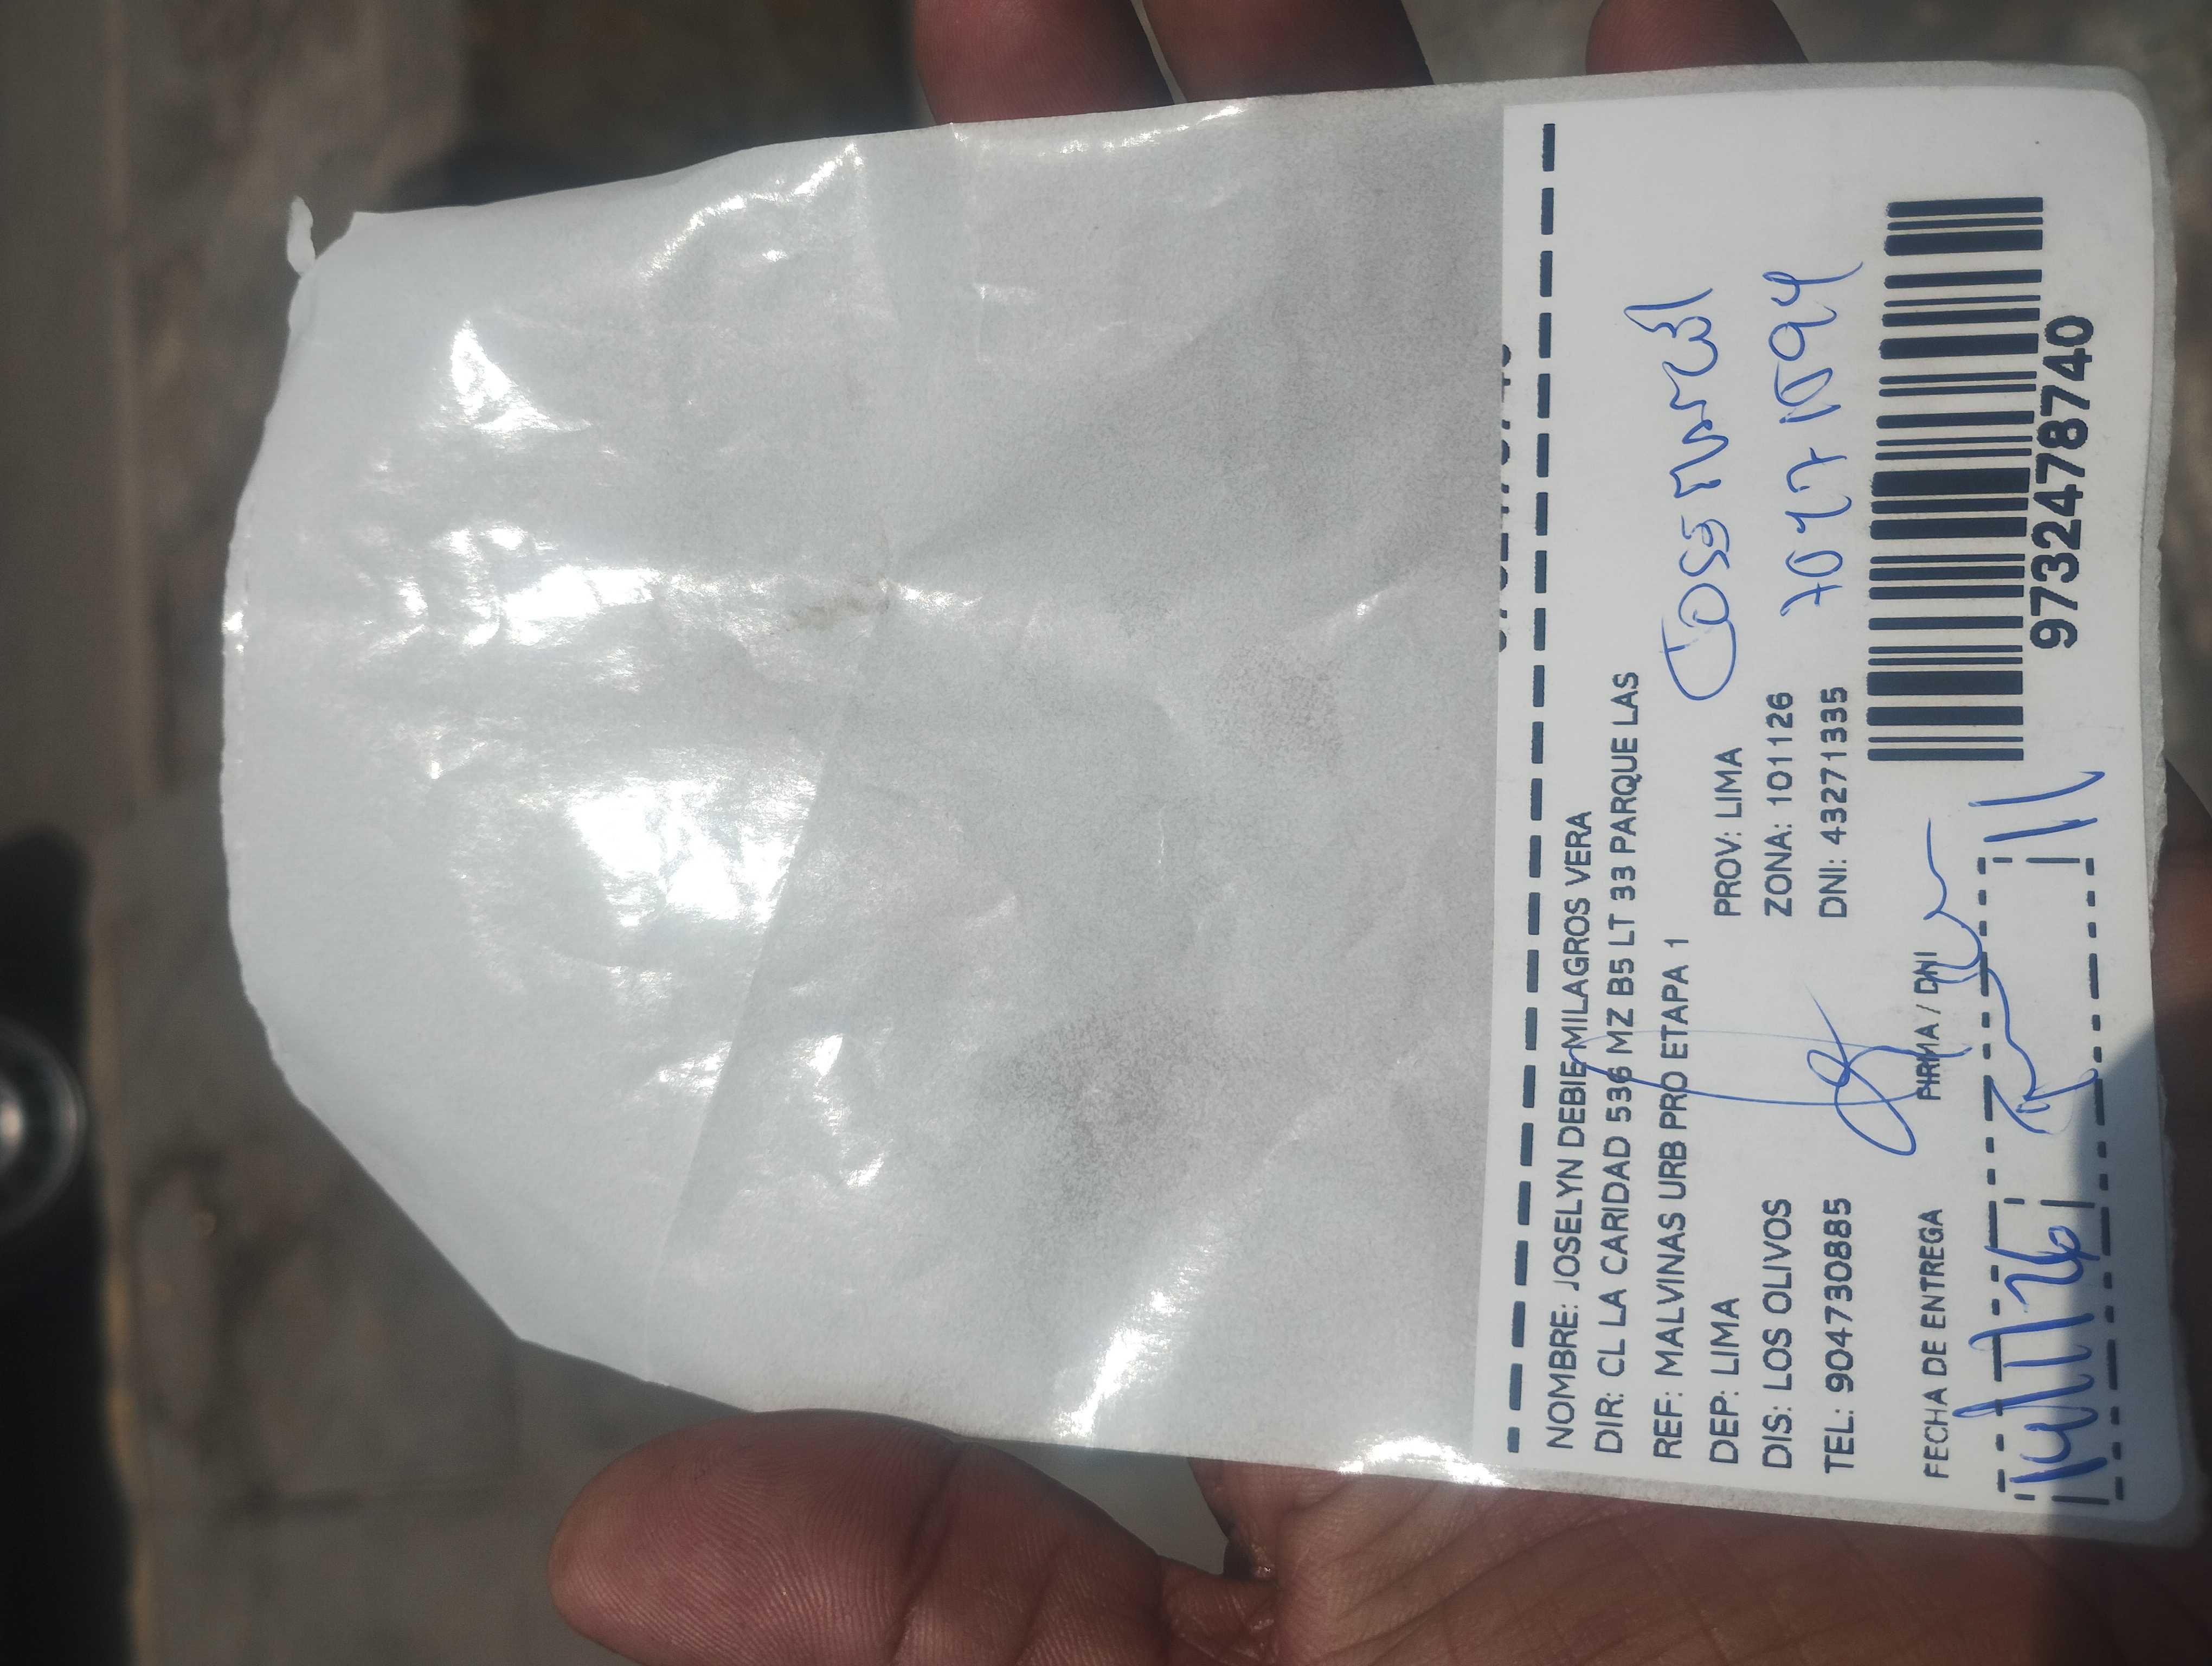 NOMBRE: JOSELYN DEBIE MILAGROS VERA
DIR: CL LA CARIDAD 536 MZ B5 LT 33 PARQUE LAS
REF: MALVINAS URB PRO ETAPA 1
DEP: LIMA PROV: LIMA
DIS: LOS OLIVOS ZONA: 101126
TEL: 904730885 DNI: 43271335
José
FECHA DE ENTREGA FIRMA / DNI
9732478740